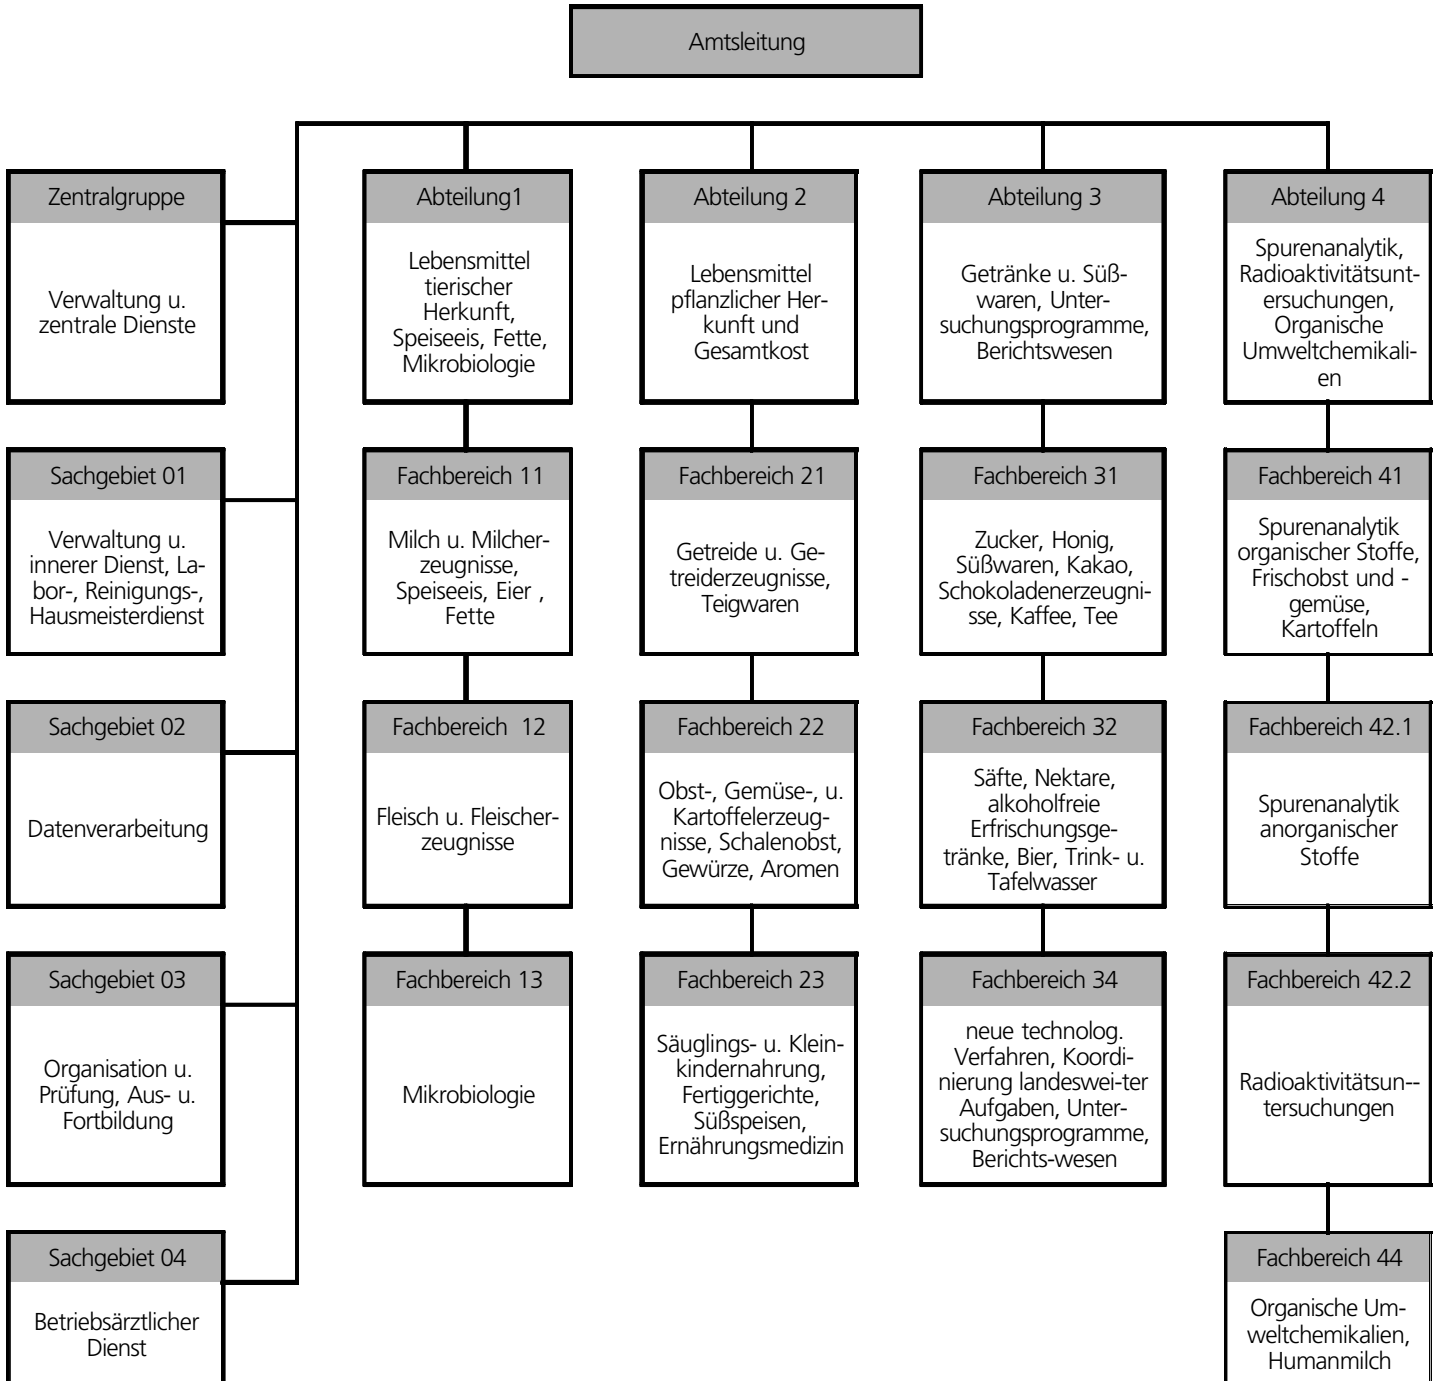 Amtsleitung
Zentralgruppe
Verwaltung u.
zentrale Dienste
Abteilung1
Lebensmittel
tierischer
Herkunft,
Speiseeis, Fette,
Mikrobiologie
Abteilung 2
Lebensmittel
pflanzlicher Her-
kunft und
Gesamtkost
Abteilung 3
Getränke u. Süß-
waren, Unter-
suchungsprogramme,
Berichtswesen
Abteilung 4
Spurenanalytik,
Radioaktivitätsunt-
ersuchungen,
Organische
Umweltchemikali-
en
Sachgebiet 01
Verwaltung u.
innerer Dienst, La-
bor-, Reinigungs-,
Hausmeisterdienst
Fachbereich 11
Milch u. Milcher-
zeugnisse,
Speiseeis, Eier ,
Fette
Fachbereich 21
Getreide u. Ge-
treiderzeugnisse,
Teigwaren
Fachbereich 31
Zucker, Honig,
Süßwaren, Kakao,
Schokoladenerzeugni-
sse, Kaffee, Tee
Fachbereich 41
Spurenanalytik
organischer Stoffe,
Frischobst und -
gemüse,
Kartoffeln
Sachgebiet 02
Datenverarbeitung
Fachbereich 12
Fleisch u. Fleischer-
zeugnisse
Fachbereich 22
Obst-, Gemüse-, u.
Kartoffelerzeug-
nisse, Schalenobst,
Gewürze, Aromen
Fachbereich 32
Säfte, Nektare,
alkoholfreie
Erfrischungsge-
tränke, Bier, Trink- u.
Tafelwasser
Fachbereich 42.1
Spurenanalytik
anorganischer
Stoffe
Sachgebiet 03
Organisation u.
Prüfung, Aus- u.
Fortbildung
Fachbereich 13
Mikrobiologie
Fachbereich 23
Säuglings- u. Klein-
kindernahrung,
Fertiggerichte,
Süßspeisen,
Ernährungsmedizin
Fachbereich 34
neue technolog.
Verfahren, Koordi-
nierung landeswei-ter
Aufgaben, Unter-
suchungsprogramme,
Berichts-wesen
Fachbereich 42.2
Radioaktivitätsun--
tersuchungen
Sachgebiet 04
Betriebsärztlicher
Dienst
Fachbereich 44
Organische Um-
weltchemikalien,
Humanmilch